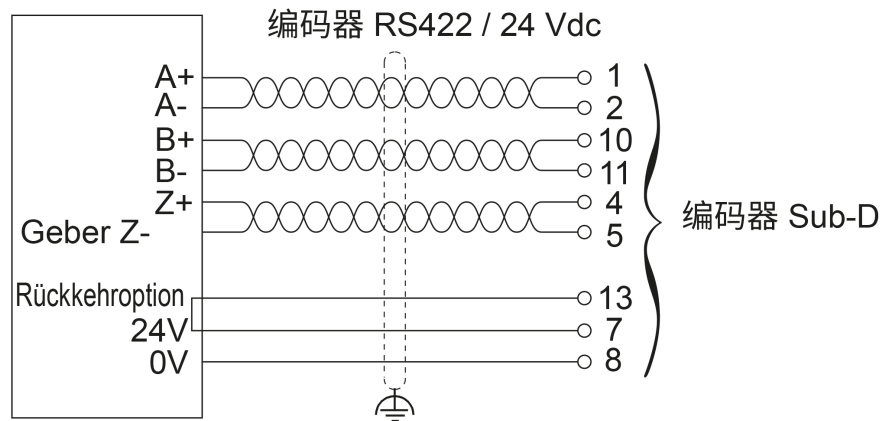 编码器 RS422 / 24 Vdc
A+ 1
A- 2
B+ 10
B- 11
Z+ 4
Geber Z- 5
编码器 Sub-D
Rückkehroption 13
24V 7
0V 8